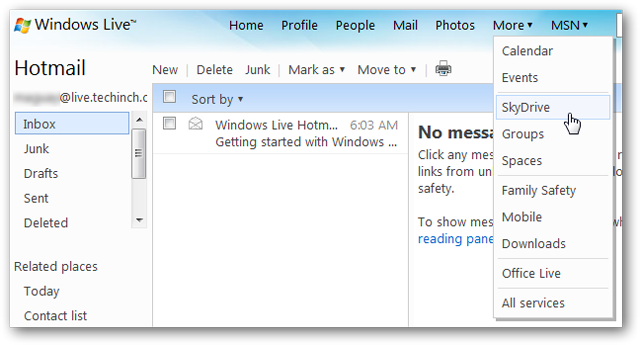 Windows Live™ Home Profile People Mail Photos More MSN
Hotmail
New Delete Junk Mark as Move to
@live.techinch.c
Sort by
Inbox
Junk
Drafts
Sent
Deleted
Related places
Today
Contact list
Windows Live Hotm... 6:03 AM
Getting started with Windows ...
No messa
Click any mes
links from un
safety.
To show mes
reading pane
Calendar
Events
SkyDrive
Groups
Spaces
Family Safety
Mobile
Downloads
Office Live
All services